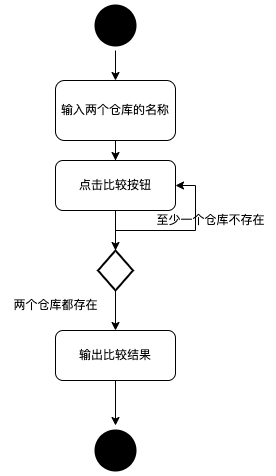 输入两个仓库的名称
点击比较按钮
至少一个仓库不存在
两个仓库都存在
输出比较结果